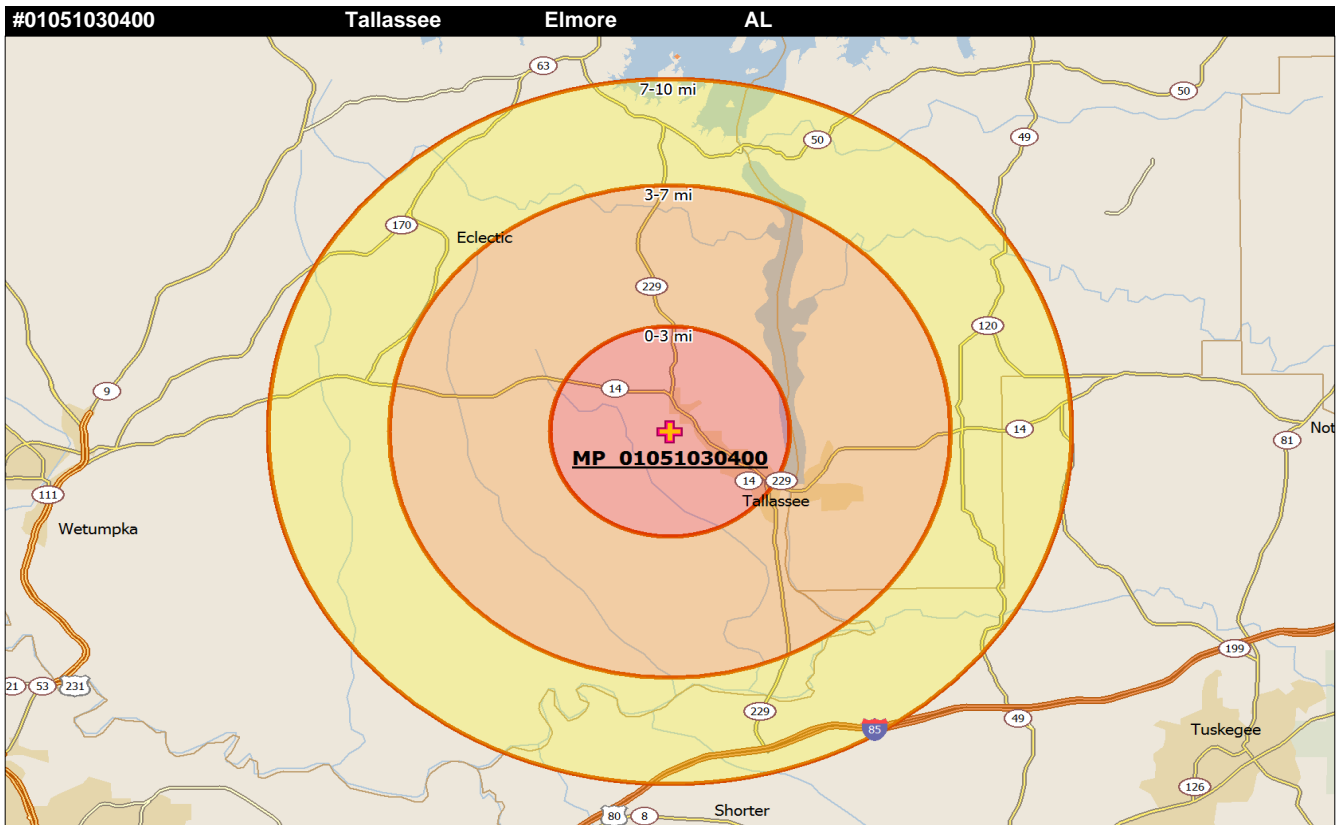 #01051030400 Tallassee Elmore AL
63
7-10 mi
50
50
49
3-7 mi
170
Eclectic
229
120
0-3 mi
14
9
14
Not
81
MP 01051030400
14 229
111
Tallassee
Wetumpka
199
21 53 231
229
49
85
Tuskegee
126
80 8
Shorter